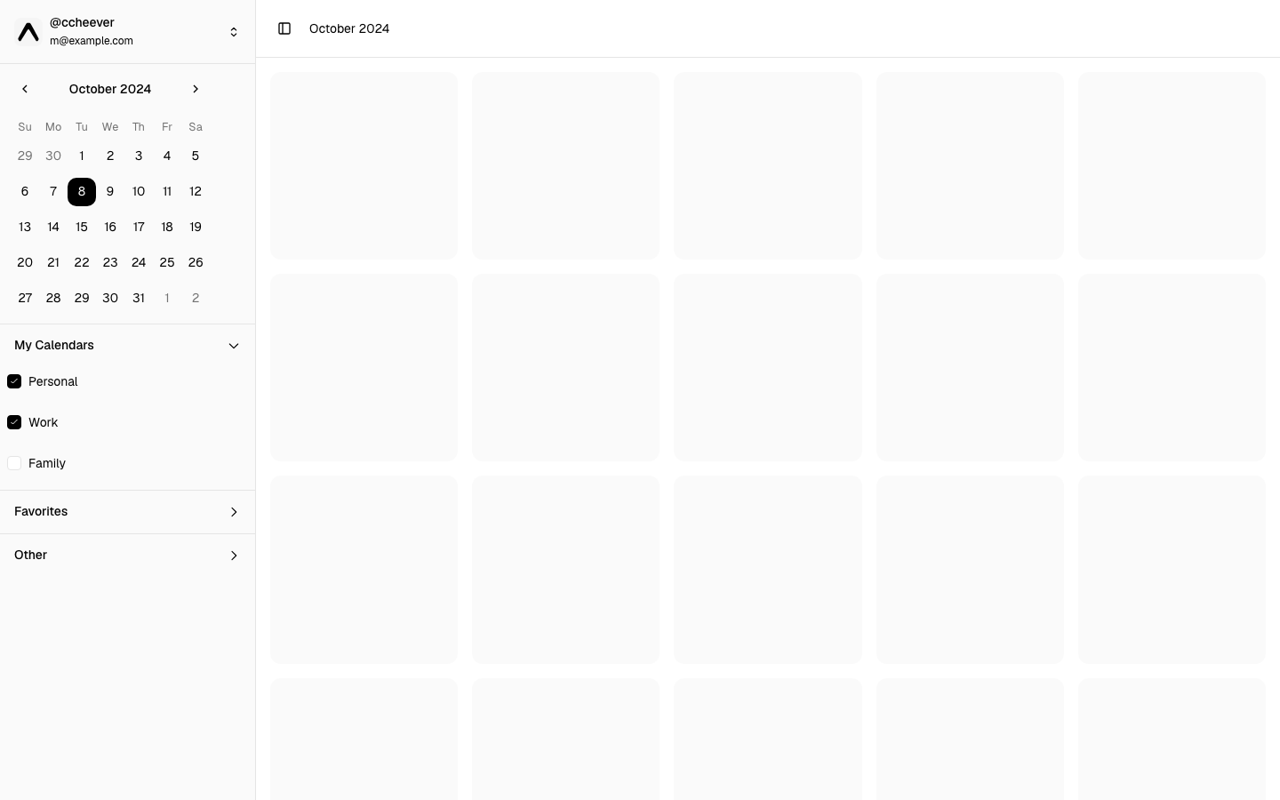 @ccheever
m@example.com
October 2024
October 2024
Su Mo Tu We Th Fr Sa
29 30 1 2 3 4 5
6 7 8 9 10 11 12
13 14 15 16 17 18 19
20 21 22 23 24 25 26
27 28 29 30 31 1 2
My Calendars
Personal
Work
Family
Favorites
Other